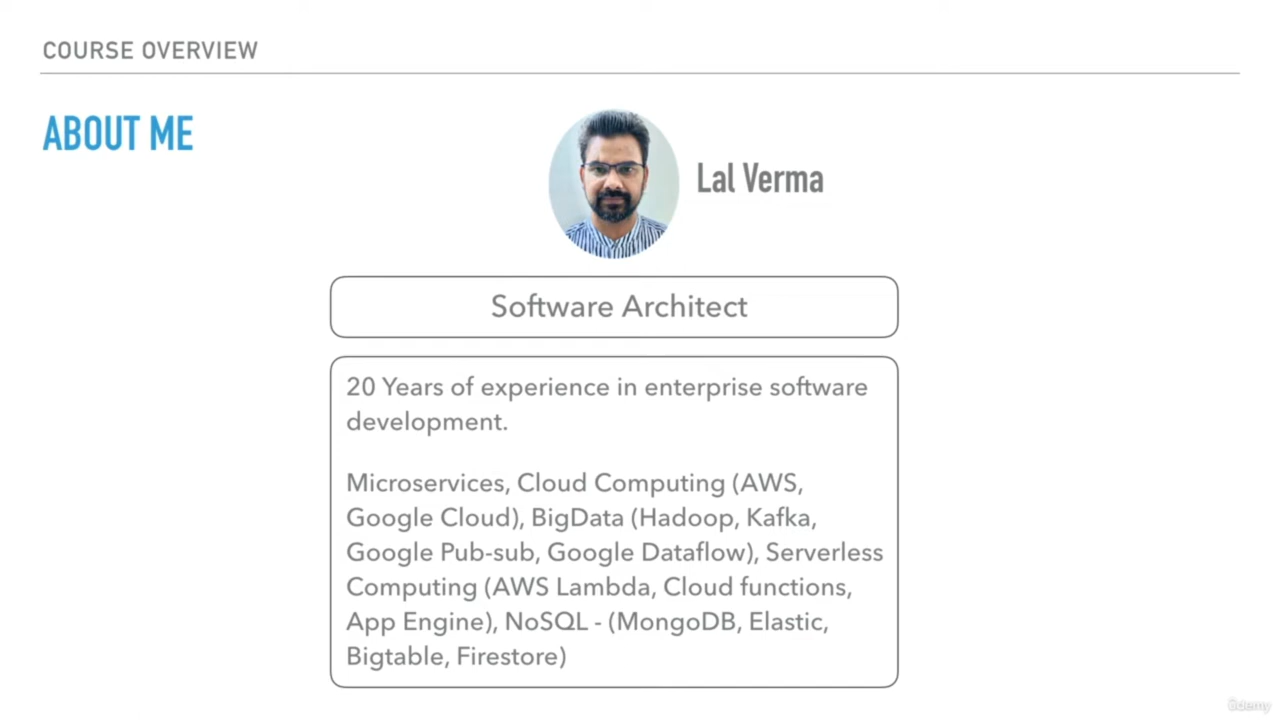 COURSE OVERVIEW
ABOUT ME
Lal Verma
Software Architect
20 Years of experience in enterprise software
development.
Microservices, Cloud Computing (AWS,
Google Cloud), BigData (Hadoop, Kafka,
Google Pub-sub, Google Dataflow), Serverless
Computing (AWS Lambda, Cloud functions,
App Engine), NoSQL - (MongoDB, Elastic,
Bigtable, Firestore)
ûdemy